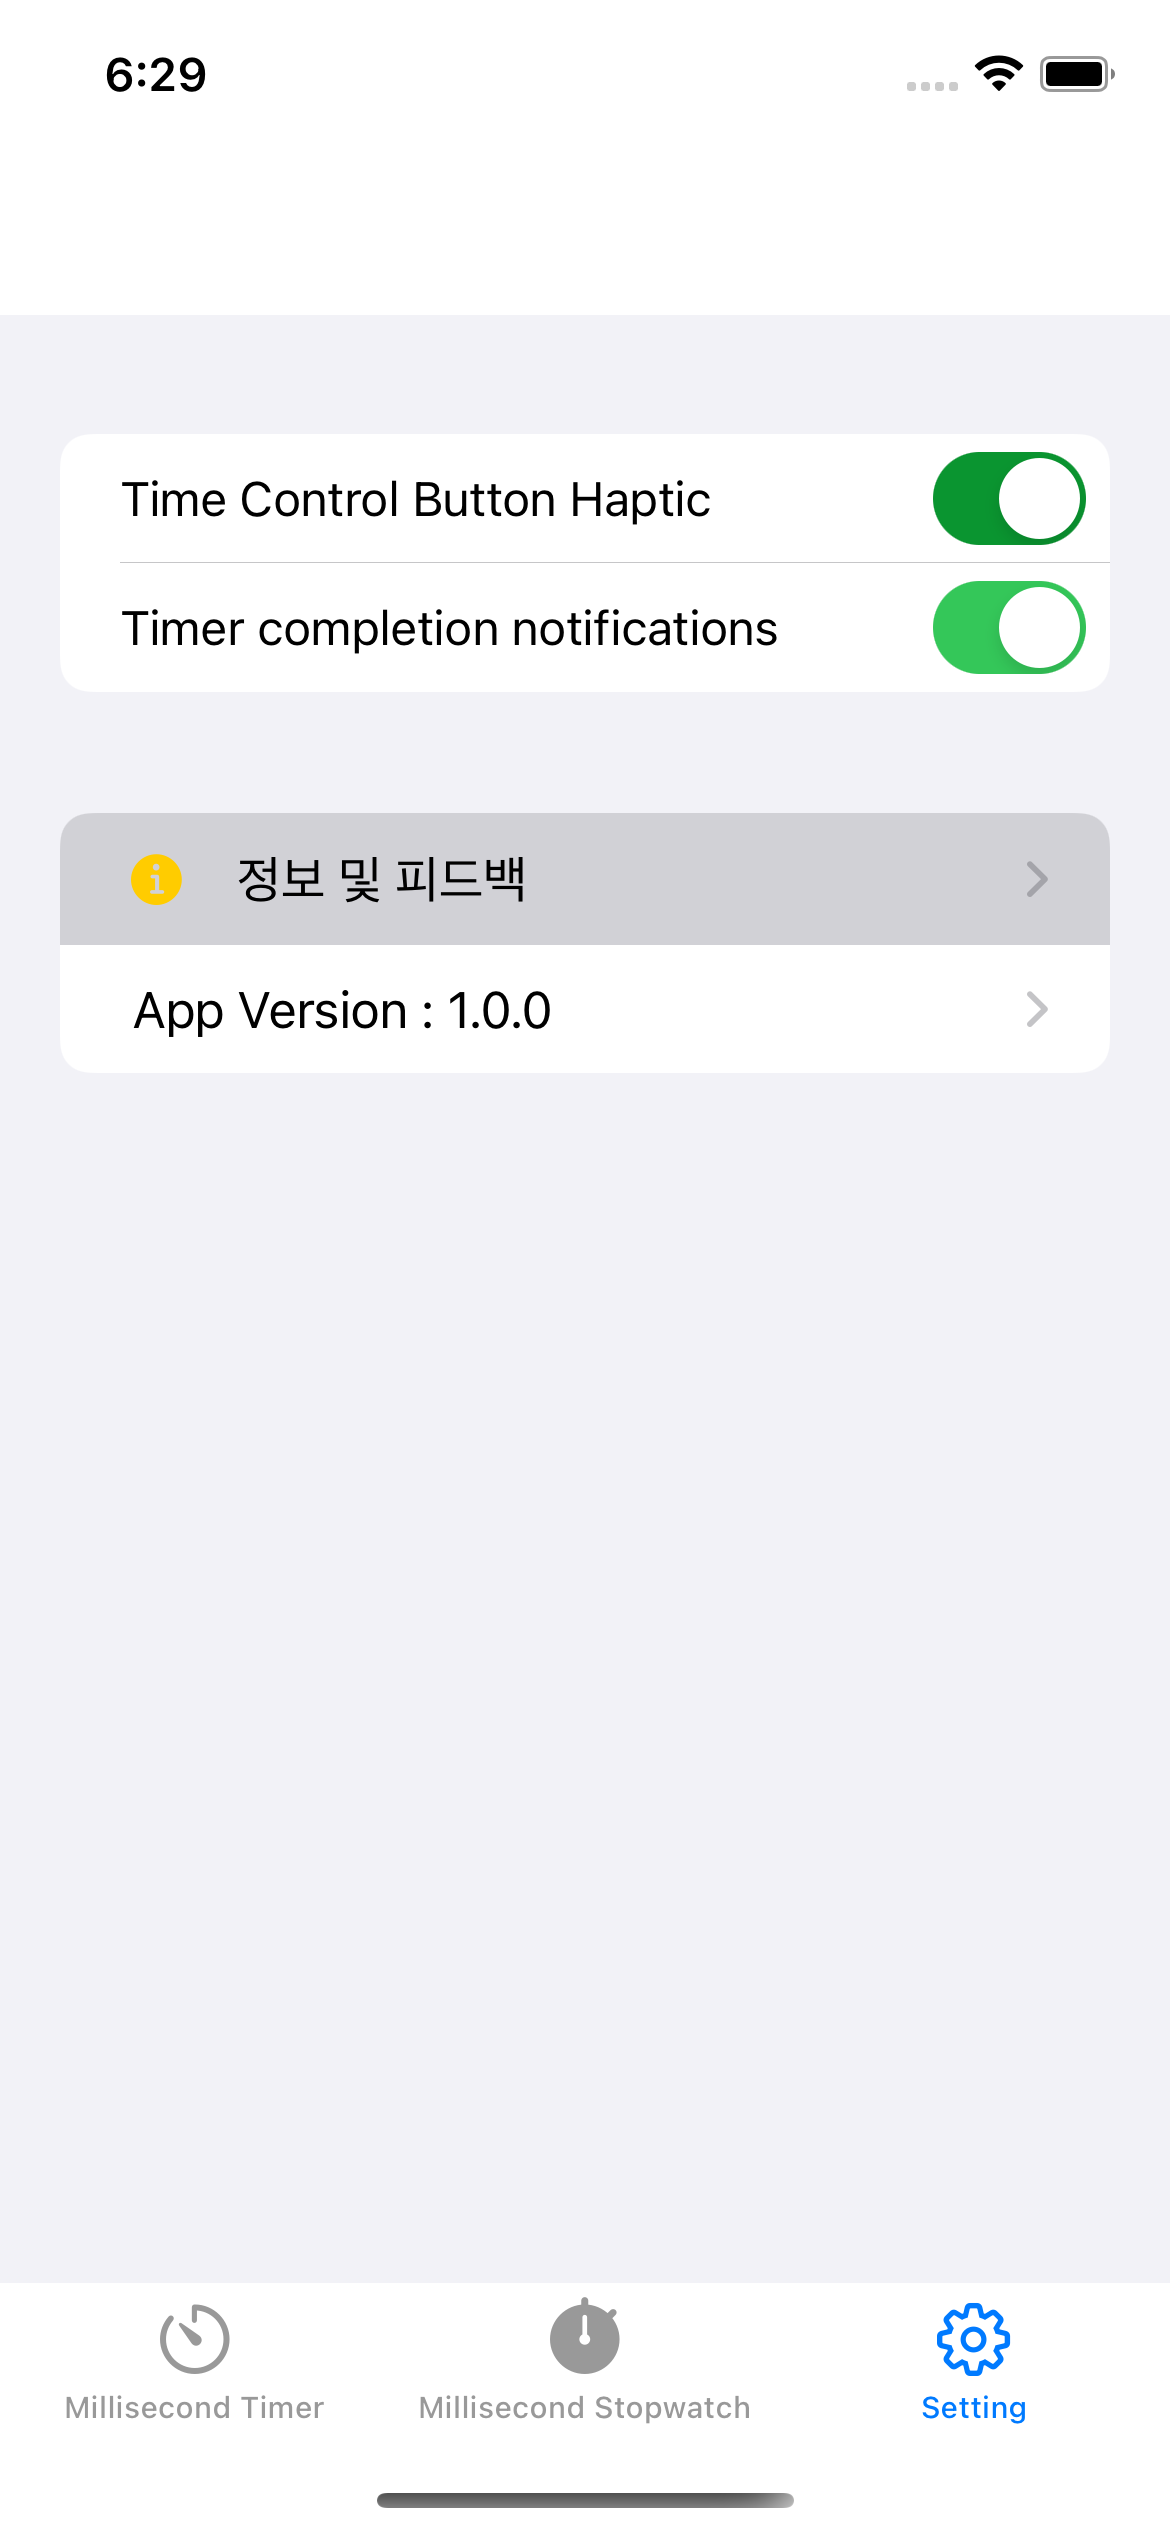 6:29
Time Control Button Haptic
Timer completion notifications
정보 및 피드백
App Version : 1.0.0
Millisecond Timer
Millisecond Stopwatch
Setting